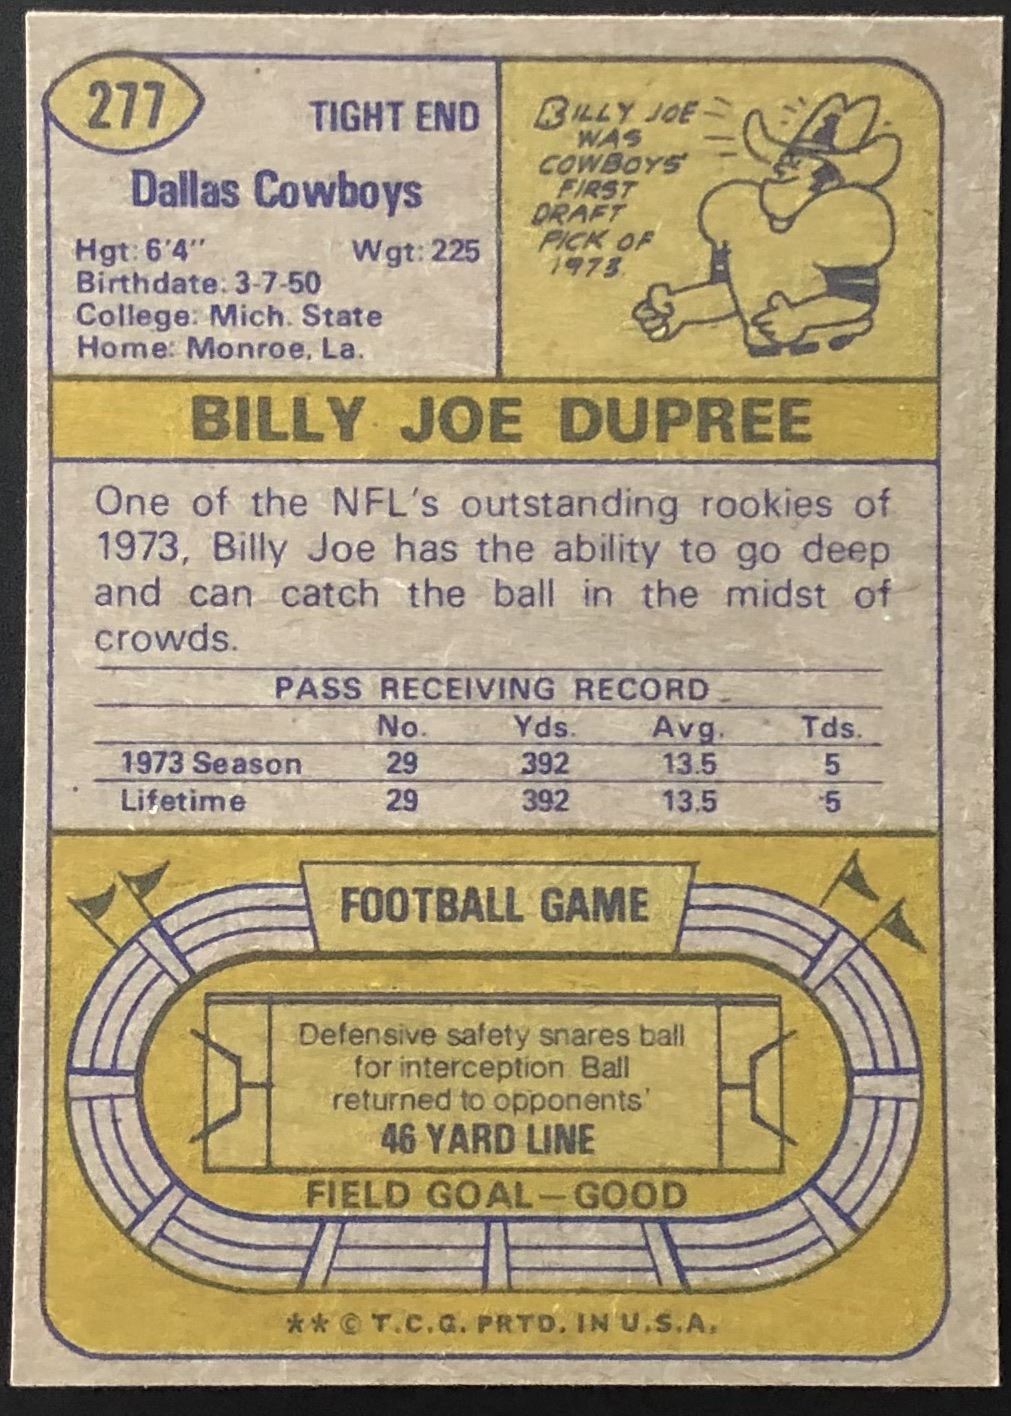 277
TIGHT END
Dallas Cowboys
Hgt: 6'4" Wgt: 225
Birthdate: 3-7-50
College: Mich. State
Home: Monroe, La.
BILLY JOE
WAS
COWBOYS'
FIRST
DRAFT
PICK OF
1973.
BILLY JOE DUPREE
One of the NFL's outstanding rookies of
1973, Billy Joe has the ability to go deep
and can catch the ball in the midst of
crowds.
PASS RECEIVING RECORD
No. Yds. Avg. Tds.
1973 Season 29 392 13.5 5
Lifetime 29 392 13.5 5
FOOTBALL GAME
Defensive safety snares ball
for interception. Ball
returned to opponents'
46 YARD LINE
FIELD GOAL—GOOD
** © T.C.G. PRTD. IN U.S.A.